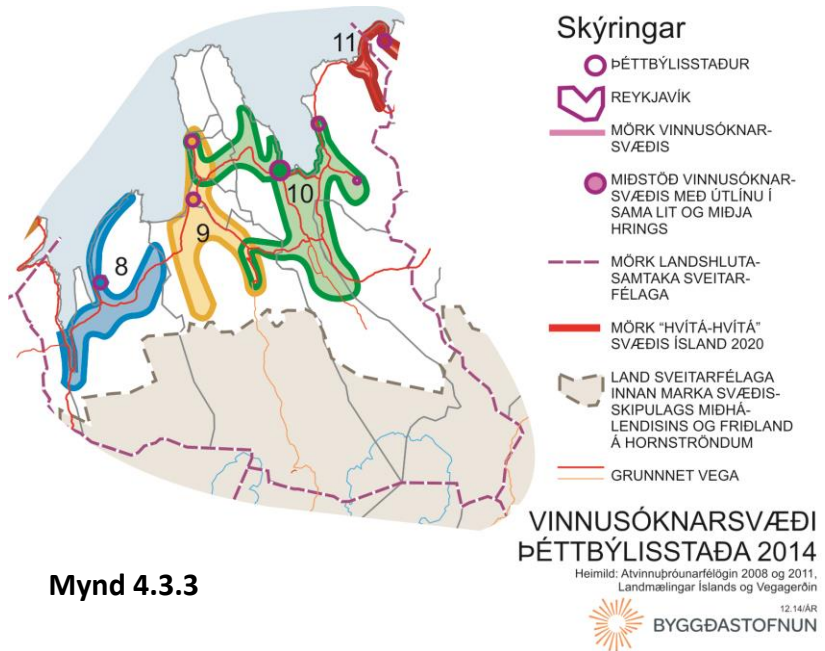 11
8
9
10
Mynd 4.3.3
Skýringar
ÞÉTTBÝLISSTAÐUR
REYKJAVÍK
MÖRK VINNUSÓKNAR-
SVÆÐIS
MIÐSTÖÐ VINNUSÓKNAR-
SVÆÐIS MEÐ ÚTLÍNU Í
SAMA LIT OG MIÐJA
HRINGS
MÖRK LANDSHLUTA-
SAMTAKA SVEITAR-
FÉLAGA
MÖRK “HVÍTÁ-HVÍTÁ”
SVÆÐIS ÍSLAND 2020
LAND SVEITARFÉLAGA
INNAN MARKA SVÆÐIS-
SKIPULAGS MIÐHÁ-
LENDISINS OG FRIÐLAND
Á HORNSTRÖNDUM
GRUNNNET VEGA
VINNUSÓKNARSVÆÐI
ÞÉTTBÝLISSTAÐA 2014
Heimild: Atvinnuþróunarfélögin 2008 og 2011,
Landmælingar Íslands og Vegagerðin
12.14/ÁR
BYGGÐASTOFNUN